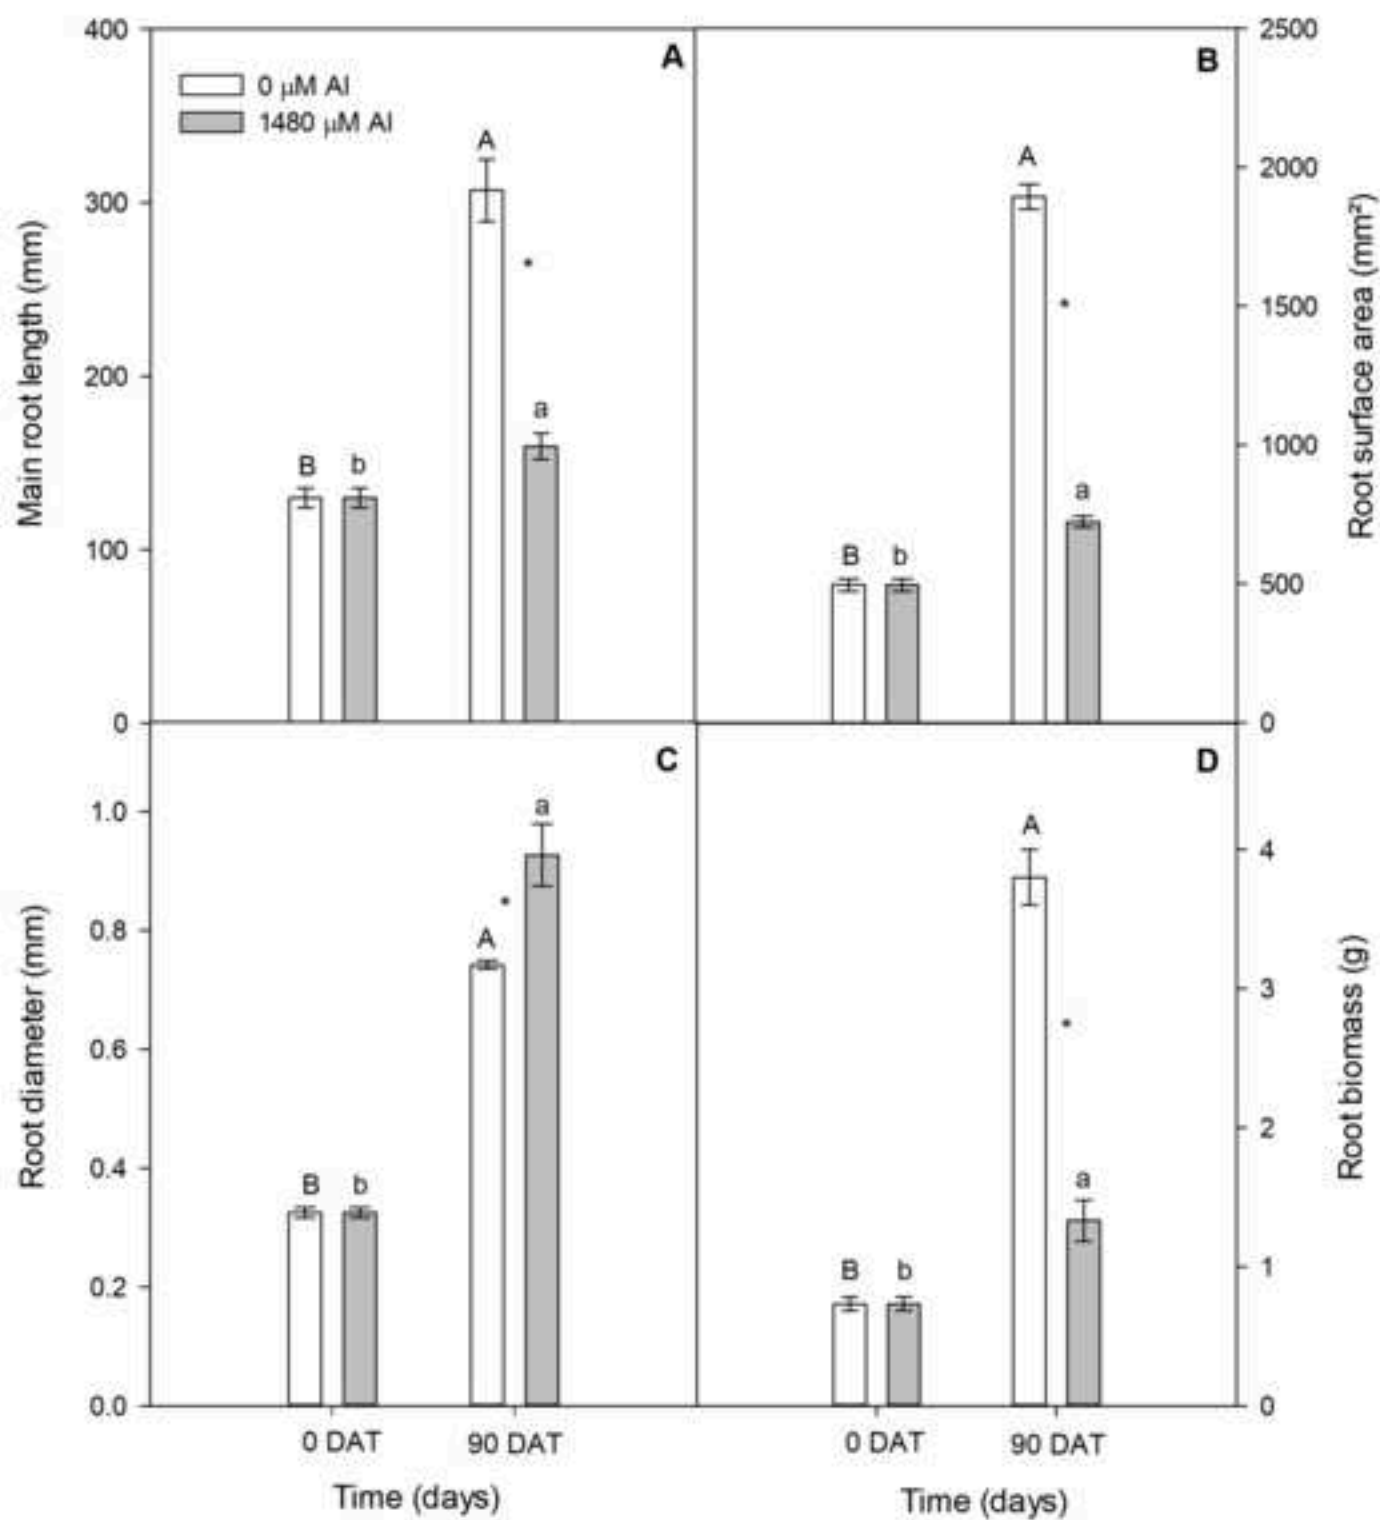 400
300
200
100
0
Main root length (mm)
0 μM Al
1480 μM Al
A
B
b
A
•
a
B
B
b
A
•
a
2500
2000
1500
1000
500
0
Root surface area (mm²)
1.0
0.8
0.6
0.4
0.2
0.0
Root diameter (mm)
C
B
b
A
•
a
D
B
b
A
•
a
4
3
2
1
0
Root biomass (g)
0 DAT 90 DAT
Time (days)
0 DAT 90 DAT
Time (days)